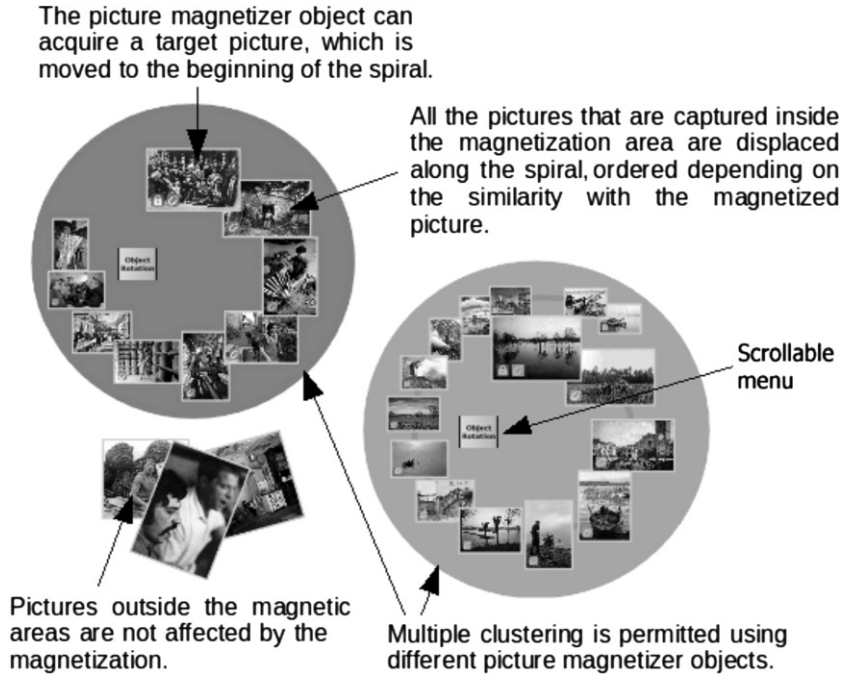 The picture magnetizer object can
acquire a target picture, which is
moved to the beginning of the spiral.
All the pictures that are captured inside
the magnetization area are displaced
along the spiral, ordered depending on
the similarity with the magnetized
picture.
Object
Rotation
Scrollable
menu
Object
Rotation
Pictures outside the magnetic
areas are not affected by the
magnetization.
Multiple clustering is permitted using
different picture magnetizer objects.